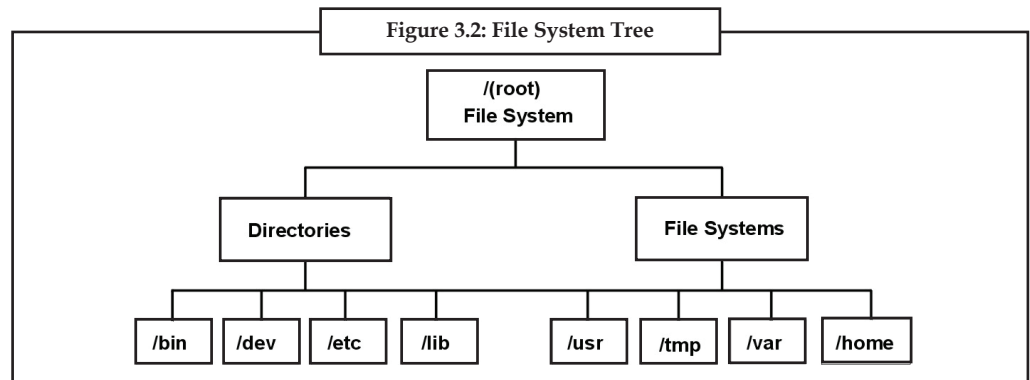 Figure 3.2: File System Tree
/(root)
File System
Directories
File Systems
/bin
/dev
/etc
/lib
/usr
/tmp
/var
/home